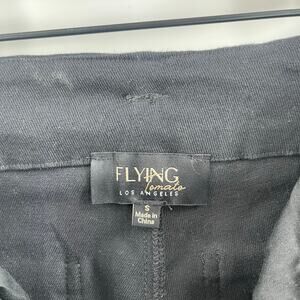 FLYING
Tomato
LOS ANGELES
S
Made in
China